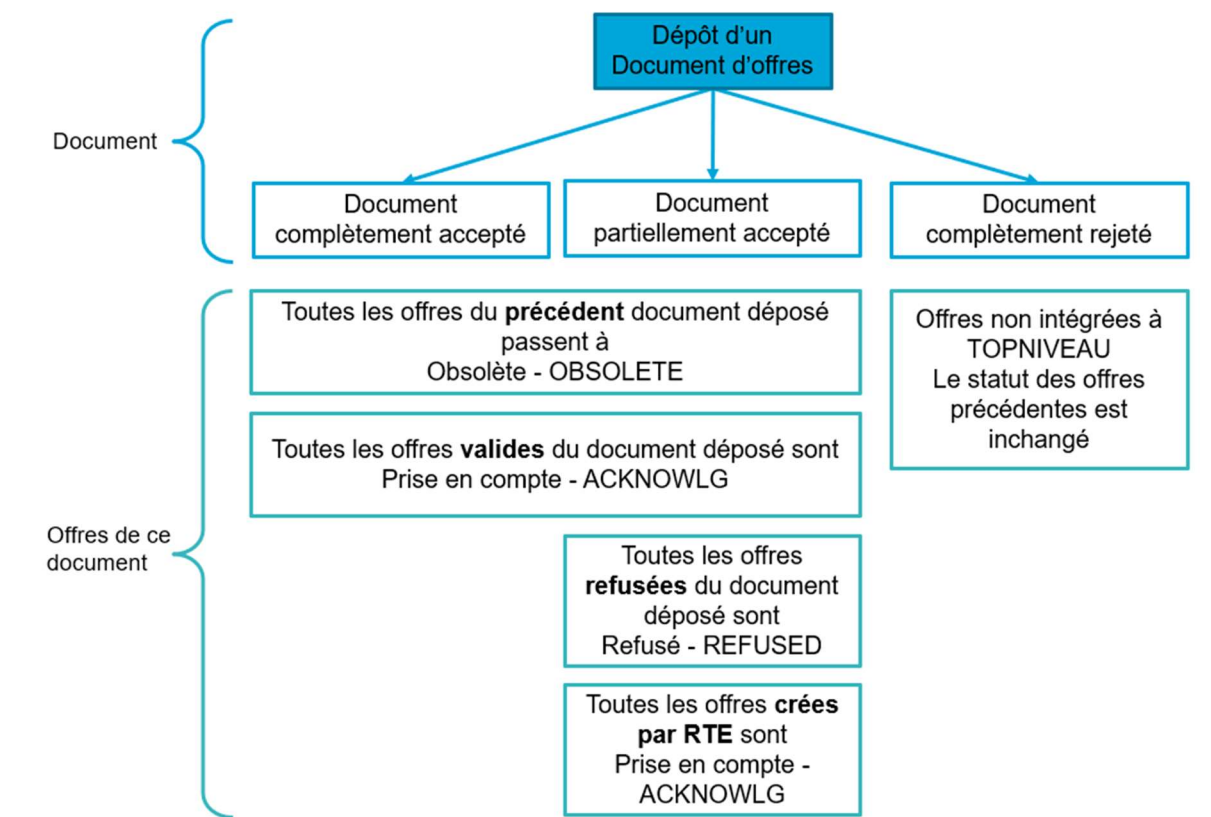 Dépôt d'un
Document d'offres
Document
Document
complètement accepté
Document
partiellement accepté
Document
complètement rejeté
Toutes les offres du précédent document déposé
passent à
Obsolète - OBSOLETE
Offres non intégrées à
TOPNIVEAU
Le statut des offres
précédentes est
inchangé
Toutes les offres valides du document déposé sont
Prise en compte - ACKNOWLG
Offres de ce
document
Toutes les offres
refusées du document
déposé sont
Refusé - REFUSED
Toutes les offres crées
par RTE sont
Prise en compte -
ACKNOWLG